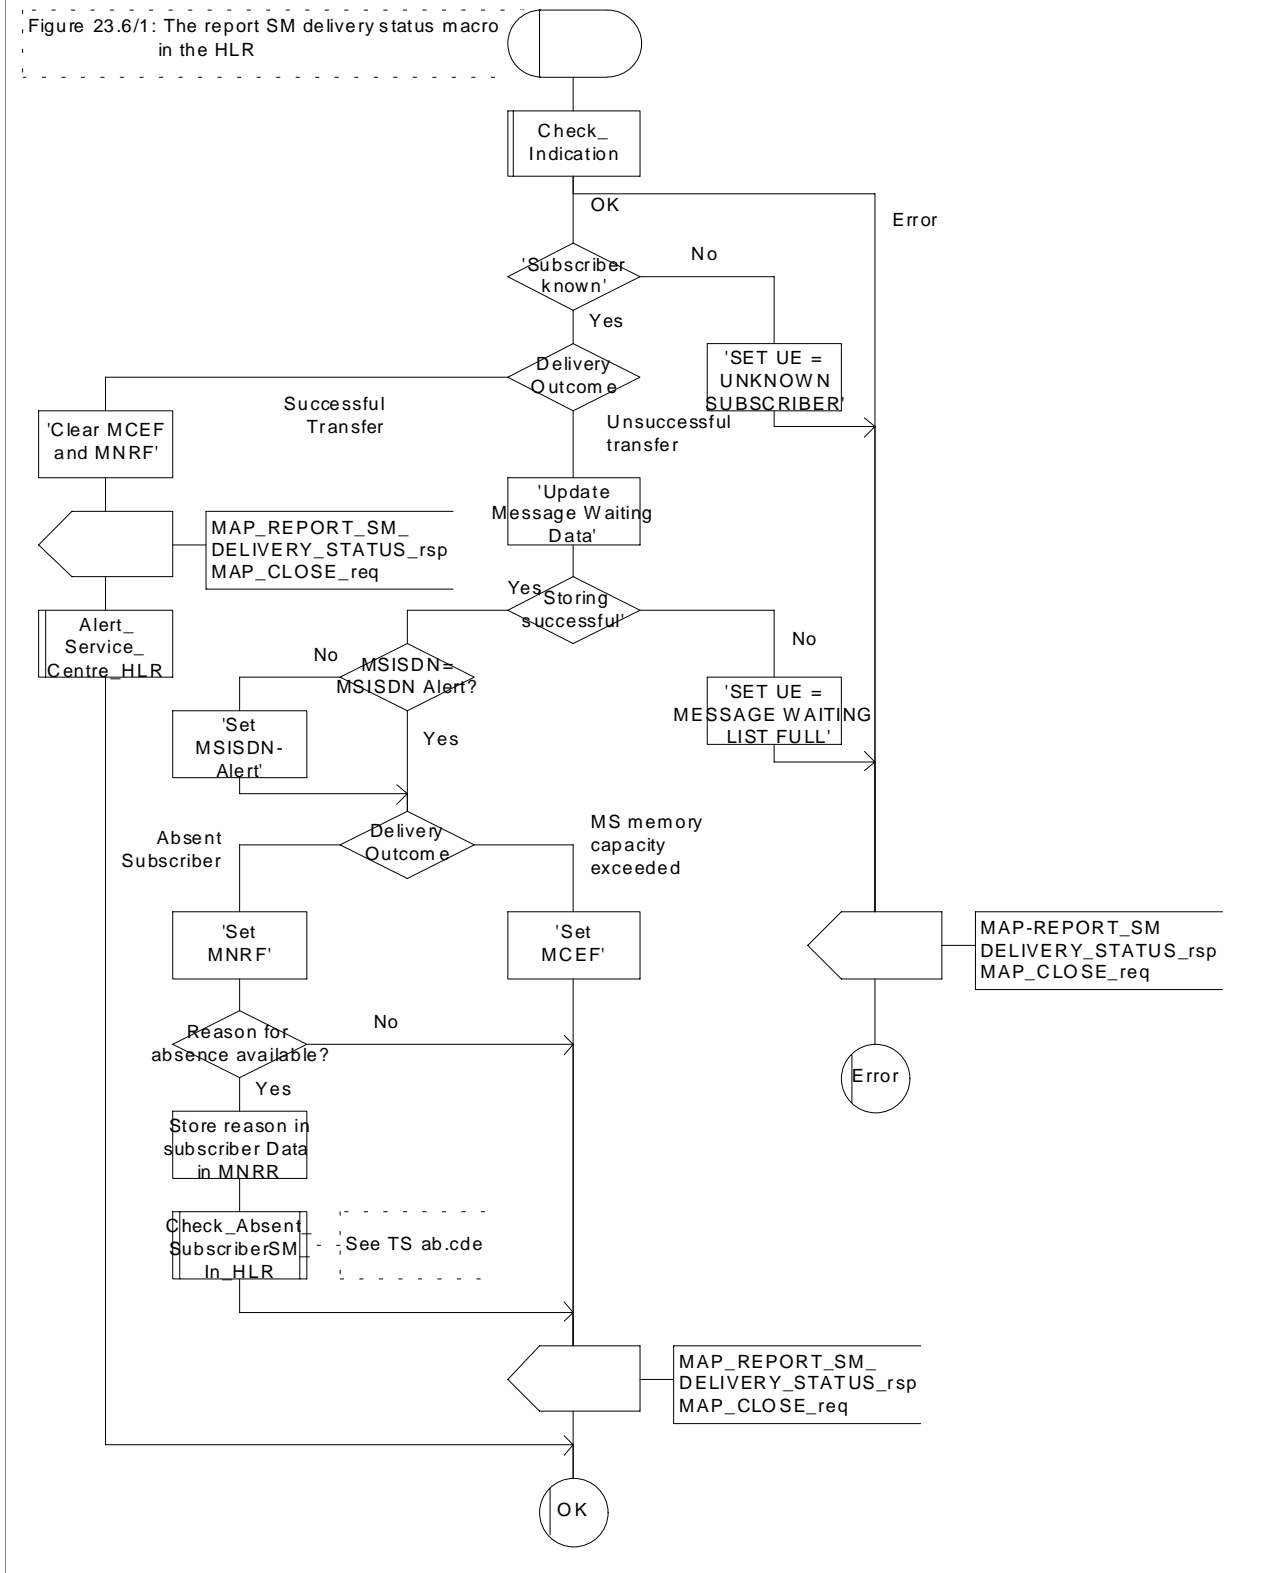 Figure 23.6/1: The report SM delivery status macro
in the HLR
Check_
Indication
OK
Error
'Subscriber
known'
No
Yes
Delivery
Outcome
'SET UE =
UNKNOWN
SUBSCRIBER'
Successful
Transfer
Unsuccessful
transfer
'Clear MCEF
and MNRF'
'Update
Message Waiting
Data'
MAP_REPORT_SM_
DELIVERY_STATUS_rsp
MAP_CLOSE_req
Yes
Storing
successful'
No
Alert_
Service_
Centre_HLR
No
MSISDN=
MSISDN Alert?
'SET UE =
MESSAGE WAITING
LIST FULL'
'Set
MSISDN-
Alert'
Yes
Absent
Subscriber
Delivery
Outcome
MS memory
capacity
exceeded
'Set
MNRF'
'Set
MCEF'
MAP-REPORT_SM
DELIVERY_STATUS_rsp
MAP_CLOSE_req
Reason for
absence available?
No
Error
Yes
Store reason in
subscriber Data
in MNRR
Check_Absent_
SubscriberSM_
In_HLR
See TS ab.cde
MAP_REPORT_SM_
DELIVERY_STATUS_rsp
MAP_CLOSE_req
OK